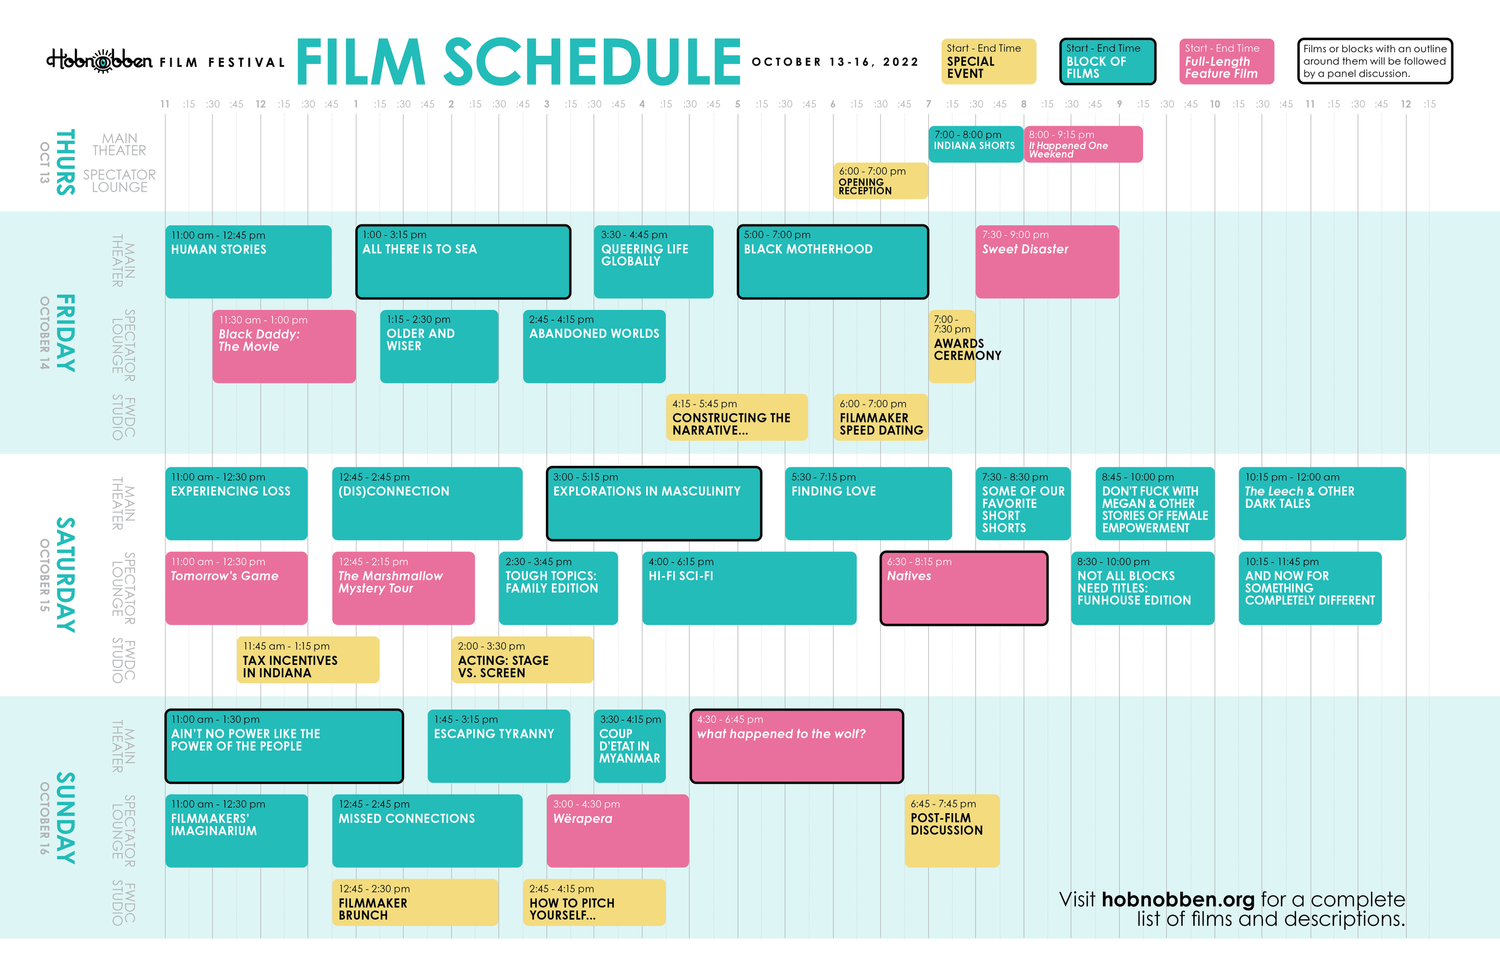 Hobnobben FILM FESTIVAL FILM SCHEDULE OCTOBER 13-16, 2022
Start - End Time
SPECIAL
EVENT
Start - End Time
BLOCK OF
FILMS
Start - End Time
Full-Length
Feature Film
Films or blocks with an outline
around them will be followed
by a panel discussion.
11 :15 :30 :45 12 :15 :30 :45 1 :15 :30 :45 2 :15 :30 :45 3 :15 :30 :45 4 :15 :30 :45 5 :15 :30 :45 6 :15 :30 :45 7 :15 :30 :45 8 :15 :30 :45 9 :15 :30 :45 10 :15 :30 :45 11 :15 :30 :45 12 :15
THURS
OCT 13
MAIN
THEATER
7:00 - 8:00 pm
INDIANA SHORTS
8:00 - 9:15 pm
It Happened One
Weekend
SPECTATOR
LOUNGE
6:00 - 7:00 pm
OPENING
RECEPTION
FRIDAY
OCTOBER 14
MAIN
THEATER
11:00 am - 12:45 pm
HUMAN STORIES
1:00 - 3:15 pm
ALL THERE IS TO SEA
3:30 - 4:45 pm
QUEERING LIFE
GLOBALLY
5:00 - 7:00 pm
BLACK MOTHERHOOD
7:30 - 9:00 pm
Sweet Disaster
SPECTATOR
LOUNGE
11:30 am - 1:00 pm
Black Daddy:
The Movie
1:15 - 2:30 pm
OLDER AND
WISER
2:45 - 4:15 pm
ABANDONED WORLDS
7:00 -
7:30 pm
AWARDS
CEREMONY
FWDC
STUDIO
4:15 - 5:45 pm
CONSTRUCTING THE
NARRATIVE...
6:00 - 7:00 pm
FILMMAKER
SPEED DATING
SATURDAY
OCTOBER 15
MAIN
THEATER
11:00 am - 12:30 pm
EXPERIENCING LOSS
12:45 - 2:45 pm
(DIS)CONNECTION
3:00 - 5:15 pm
EXPLORATIONS IN MASCULINITY
5:30 - 7:15 pm
FINDING LOVE
7:30 - 8:30 pm
SOME OF OUR
FAVORITE
SHORT
SHORTS
8:45 - 10:00 pm
DON'T FUCK WITH
MEGAN & OTHER
STORIES OF FEMALE
EMPOWERMENT
10:15 pm - 12:00 am
The Leech & OTHER
DARK TALES
SPECTATOR
LOUNGE
11:00 am - 12:30 pm
Tomorrow's Game
12:45 - 2:15 pm
The Marshmallow
Mystery Tour
2:30 - 3:45 pm
TOUGH TOPICS:
FAMILY EDITION
4:00 - 6:15 pm
HI-FI SCI-FI
6:30 - 8:15 pm
Natives
8:30 - 10:00 pm
NOT ALL BLOCKS
NEED TITLES:
FUNHOUSE EDITION
10:15 - 11:45 pm
AND NOW FOR
SOMETHING
COMPLETELY DIFFERENT
FWDC
STUDIO
11:45 am - 1:15 pm
TAX INCENTIVES
IN INDIANA
2:00 - 3:30 pm
ACTING: STAGE
VS. SCREEN
SUNDAY
OCTOBER 16
MAIN
THEATER
11:00 am - 1:30 pm
AIN'T NO POWER LIKE THE
POWER OF THE PEOPLE
1:45 - 3:15 pm
ESCAPING TYRANNY
3:30 - 4:15 pm
COUP
D'ETAT IN
MYANMAR
4:30 - 6:45 pm
what happened to the wolf?
SPECTATOR
LOUNGE
11:00 am - 12:30 pm
FILMMAKERS'
IMAGINARIUM
12:45 - 2:45 pm
MISSED CONNECTIONS
3:00 - 4:30 pm
Wërapera
6:45 - 7:45 pm
POST-FILM
DISCUSSION
FWDC
STUDIO
12:45 - 2:30 pm
FILMMAKER
BRUNCH
2:45 - 4:15 pm
HOW TO PITCH
YOURSELF...
Visit hobnobben.org for a complete
list of films and descriptions.